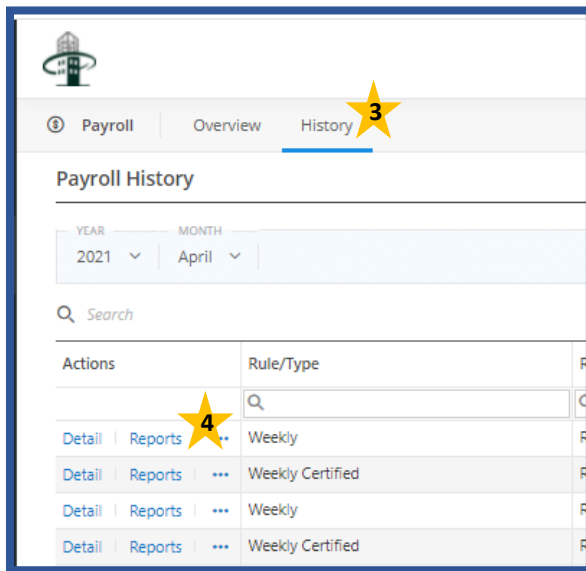 Payroll Overview History 3
Payroll History
YEAR MONTH
2021 April
Search
Actions Rule/Type R
Detail Reports 4 ... Weekly R
Detail Reports ... Weekly Certified R
Detail Reports ... Weekly R
Detail Reports ... Weekly Certified R